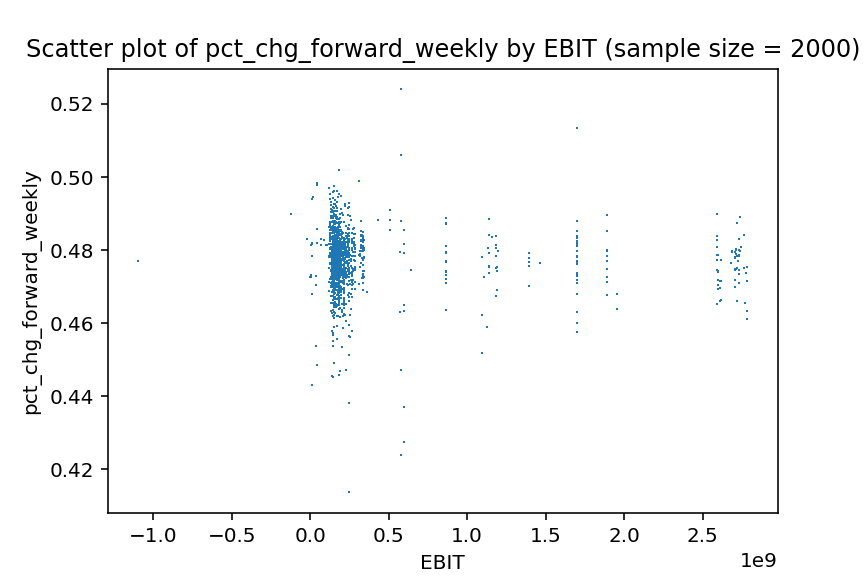 Scatter plot of pct_chg_forward_weekly by EBIT (sample size = 2000)
0.52
0.50
0.48
0.46
0.44
0.42
pct_chg_forward_weekly
−1.0 −0.5 0.0 0.5 1.0 1.5 2.0 2.5
EBIT
1e9